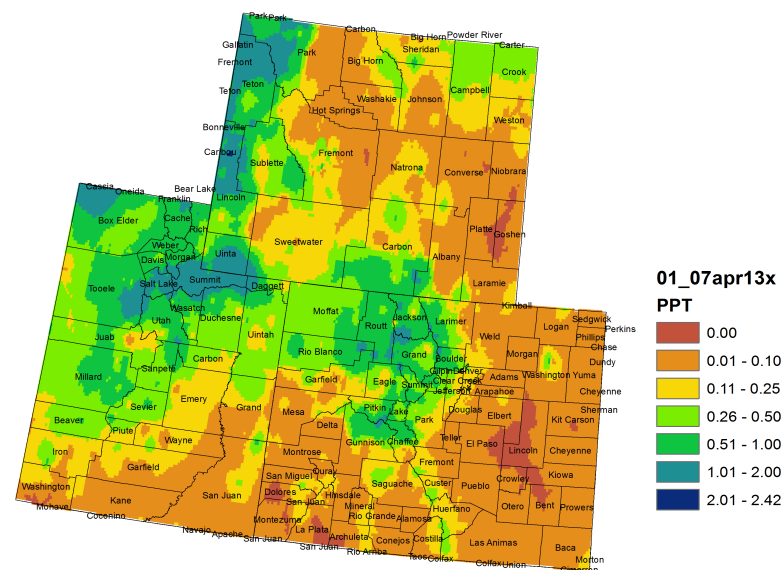 Park Park
Carbon
Big Horn
Powder River
Carter
Gallatin
Park
Sheridan
Fremont
Big Horn
Crook
Teton
Teton
Campbell
Washakie
Johnson
Hot Springs
Weston
Bonneville
Caribou
Sublette
Fremont
Natrona
Converse
Niobrara
Lincoln
Bear Lake
Cassia
Oneida
Franklin
Box Elder
Cache
Rich
Platte
Goshen
Weber
Morgan
Davis
Sweetwater
Carbon
Albany
Uinta
Tooele
Salt Lake
Summit
Daggett
Laramie
Wasatch
Utah
Duchesne
Moffat
Jackson
Larimer
Kimball
Sedgwick
Perkins
Logan
Phillips
Chase
Juab
Uintah
Routt
Weld
Carbon
Rio Blanco
Grand
Boulder
Morgan
Dundy
Sanpete
Millard
Garfield
Eagle
Summit
Gilpin
Denver
Clear Creek
Adams
Washington
Yuma
Jefferson
Arapahoe
Cheyenne
Emery
Sevier
Grand
Mesa
Pitkin
Lake
Park
Douglas
Elbert
Sherman
Kit Carson
Beaver
Piute
Wayne
Delta
Gunnison
Chaffee
Teller
El Paso
Lincoln
Cheyenne
Iron
Garfield
Montrose
Ouray
San Miguel
Saguache
Fremont
Custer
Pueblo
Crowley
Kiowa
Washington
Kane
San Juan
Dolores
San Juan
Hinsdale
Mineral
Rio Grande
Alamosa
Huerfano
Otero
Bent
Prowers
Mohave
Coconino
Navajo
Apache
San Juan
Montezuma
La Plata
Archuleta
San Juan
Rio Arriba
Conejos
Costilla
Taos
Colfax
Las Animas
Colfax
Union
Baca
Morton
Cimarron
01_07apr13x
PPT
0.00
0.01 - 0.10
0.11 - 0.25
0.26 - 0.50
0.51 - 1.00
1.01 - 2.00
2.01 - 2.42